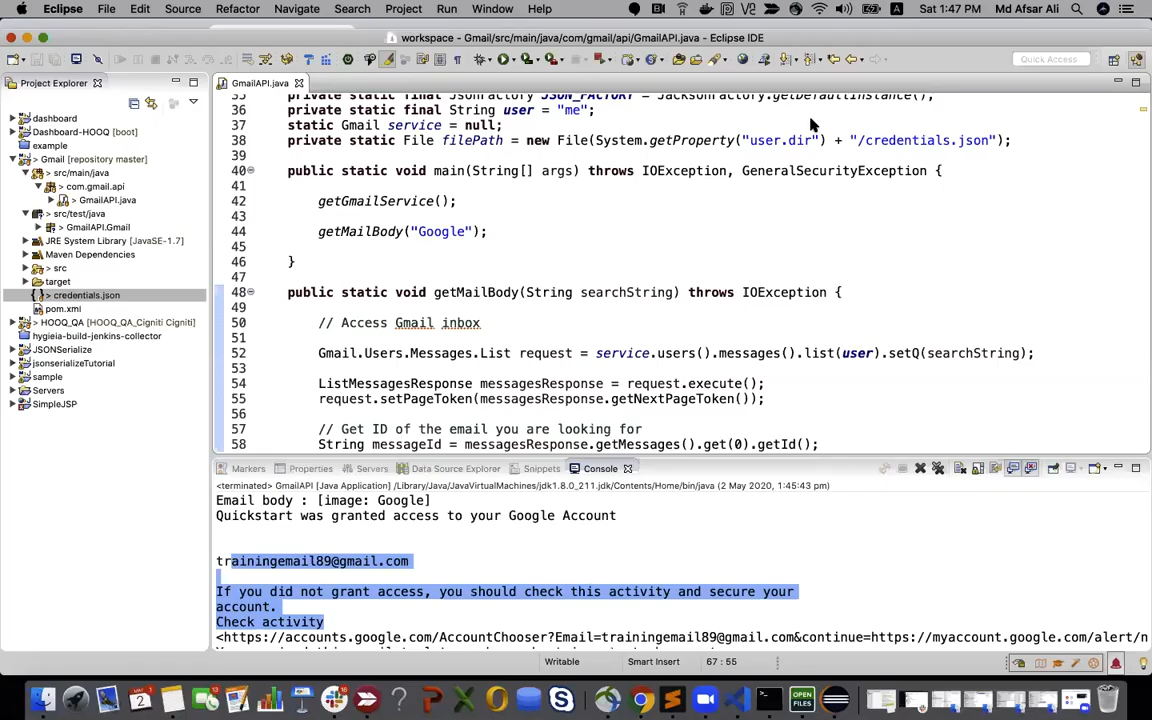 Eclipse File Edit Source Refactor Navigate Search Project Run Window Help Sat 1:47 PM Md Afsar Ali
workspace - Gmail/src/main/java/com/gmail/api/GmailAPI.java - Eclipse IDE
Quick Access
Project Explorer
GmailAPI.java
dashboard
Dashboard-HOOQ [boot]
example
> Gmail [repository master]
> src/main/java
> com.gmail.api
> GmailAPI.java
> src/test/java
> GmailAPI.Gmail
JRE System Library [JavaSE-1.7]
Maven Dependencies
> src
target
> credentials.json
pom.xml
> HOOQ_QA [HOOQ_QA_Cigniti Cigniti]
hygieia-build-jenkins-collector
JSONSerialize
jsonserializeTutorial
sample
Servers
SimpleJSP
35 private static final JsonFactory JSON_FACTORY = JacksonFactory.getDefaultInstance();
36 private static final String user = "me";
37 static Gmail service = null;
38 private static File filePath = new File(System.getProperty("user.dir") + "/credentials.json");
39
40 public static void main(String[] args) throws IOException, GeneralSecurityException {
41
42 getGmailService();
43
44 getMailBody("Google");
45
46 }
47
48 public static void getMailBody(String searchString) throws IOException {
49
50 // Access Gmail inbox
51
52 Gmail.Users.Messages.List request = service.users().messages().list(user).setQ(searchString);
53
54 ListMessagesResponse messagesResponse = request.execute();
55 request.setPageToken(messagesResponse.getNextPageToken());
56
57 // Get ID of the email you are looking for
58 String messageId = messagesResponse.getMessages().get(0).getId();
Markers Properties Servers Data Source Explorer Snippets Console
<terminated> GmailAPI [Java Application] /Library/Java/JavaVirtualMachines/jdk1.8.0_211.jdk/Contents/Home/bin/java (2 May 2020, 1:45:43 PM)
Email body : [image: Google]
Quickstart was granted access to your Google Account
trainingemail89@gmail.com
If you did not grant access, you should check this activity and secure your
account.
Check activity
<https://accounts.google.com/AccountChooser?Email=trainingemail89@gmail.com&continue=https://myaccount.google.com/alert/n
Writable Smart Insert 67 : 55